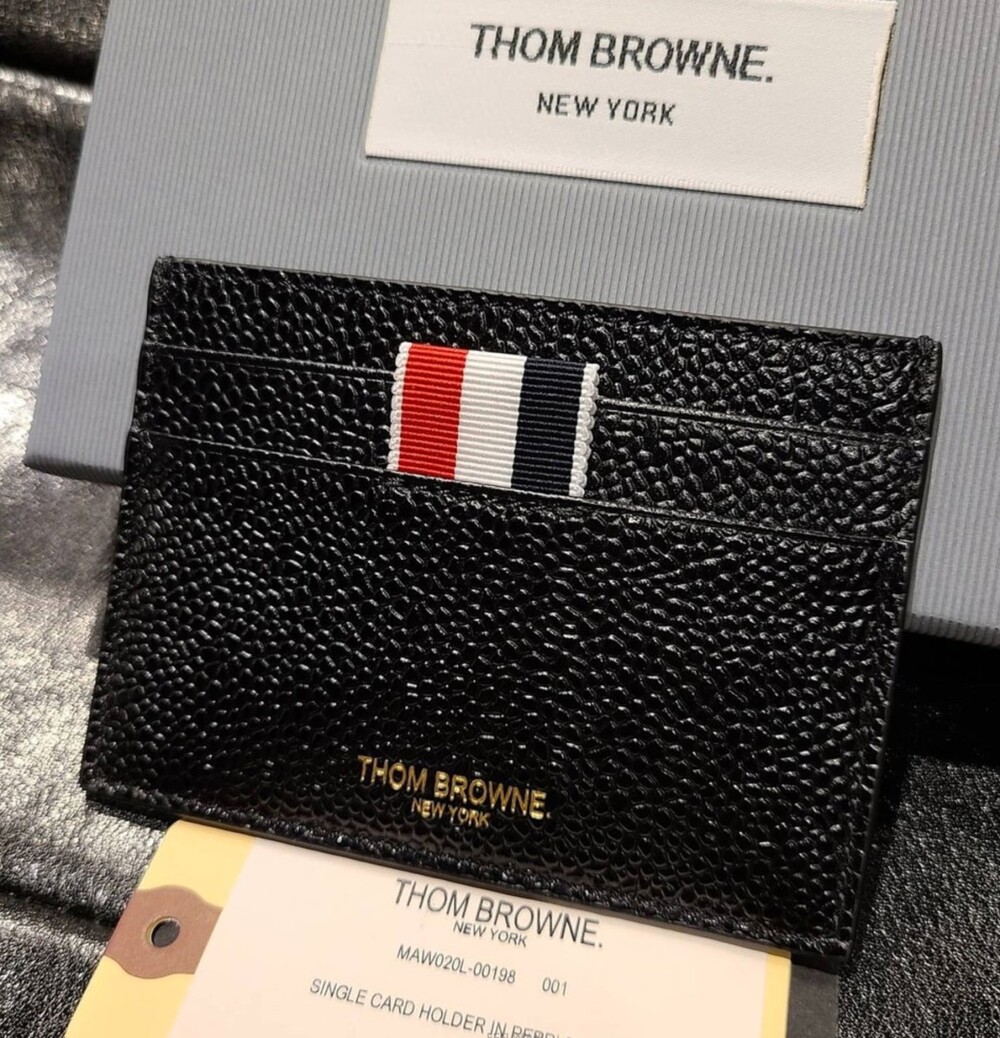 THOM BROWNE.
NEW YORK
THOM BROWNE.
NEW YORK
THOM BROWNE.
NEW YORK
MAW020L-00198 001
SINGLE CARD HOLDER IN